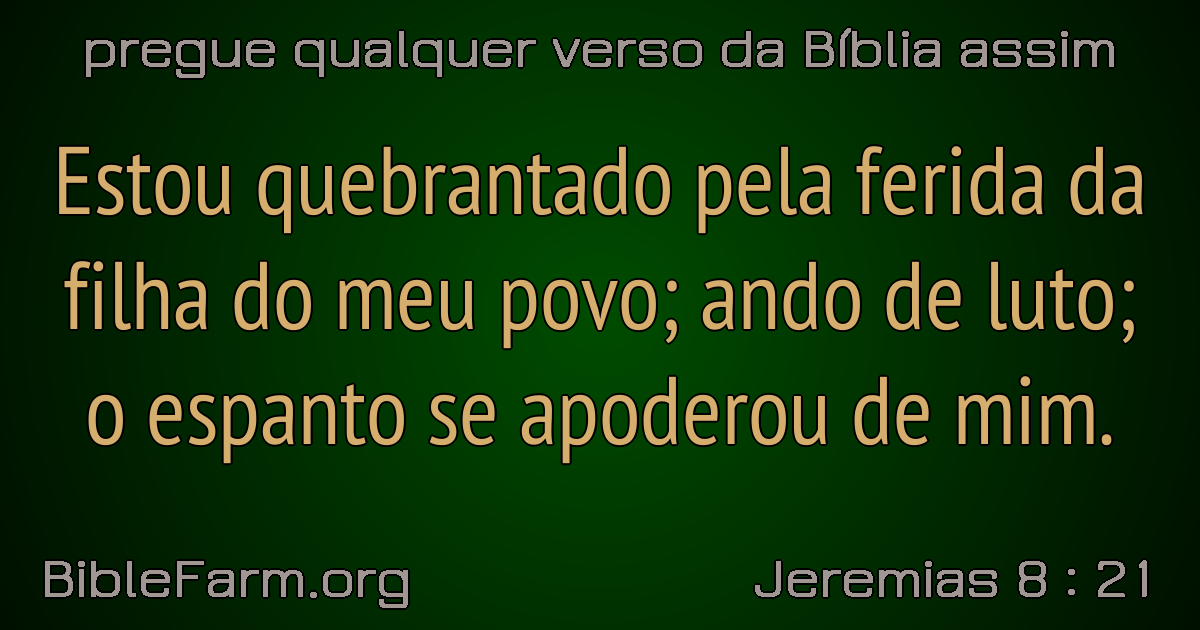 pregue qualquer verso da Bíblia assim
Estou quebrantado pela ferida da
filha do meu povo; ando de luto;
o espanto se apoderou de mim.
BibleFarm.org
Jeremias 8 : 21